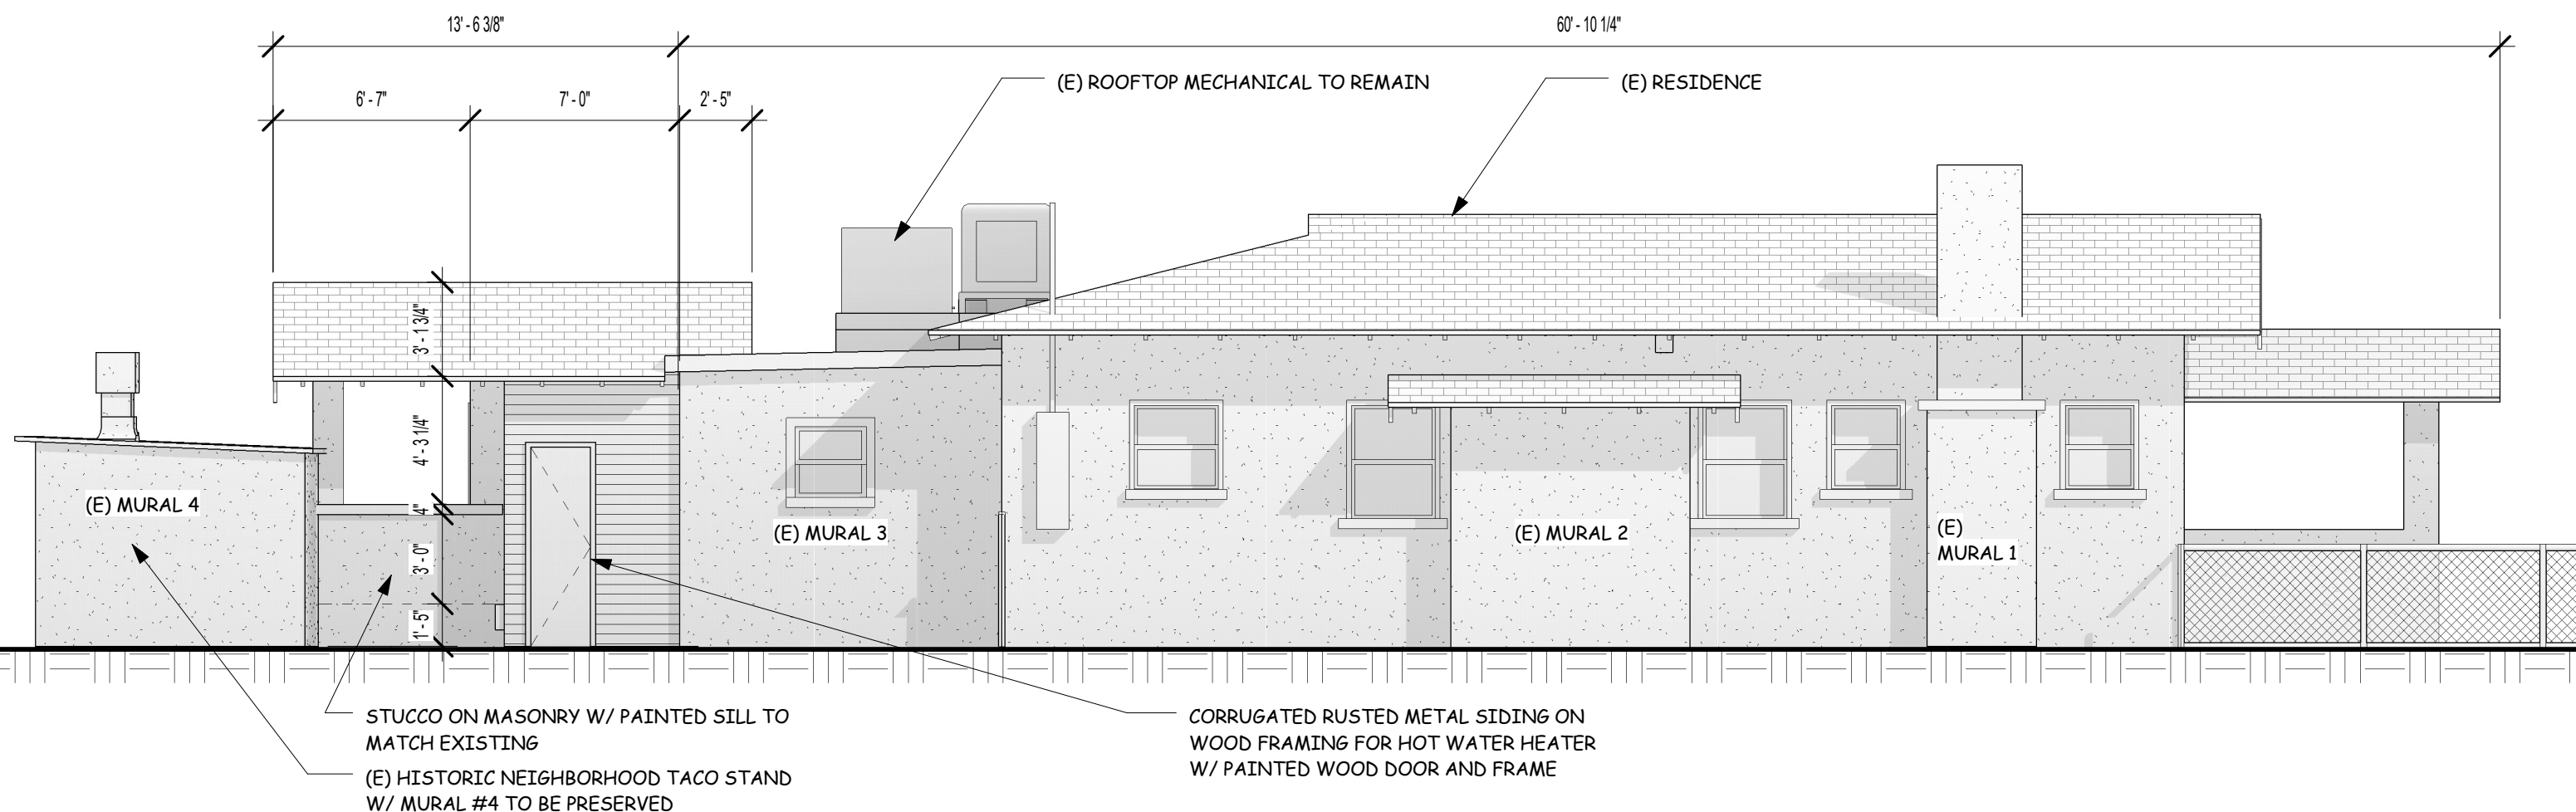 13' - 6 3/8"
60' - 10 1/4"
6' - 7"
7' - 0"
2' - 5"
(E) ROOFTOP MECHANICAL TO REMAIN
(E) RESIDENCE
3' - 1 3/4"
4' - 3 1/4"
4"
3' - 0"
1' - 5"
(E) MURAL 4
(E) MURAL 3
(E) MURAL 2
(E)
MURAL 1
STUCCO ON MASONRY W/ PAINTED SILL TO
MATCH EXISTING
(E) HISTORIC NEIGHBORHOOD TACO STAND
W/ MURAL #4 TO BE PRESERVED
CORRUGATED RUSTED METAL SIDING ON
WOOD FRAMING FOR HOT WATER HEATER
W/ PAINTED WOOD DOOR AND FRAME